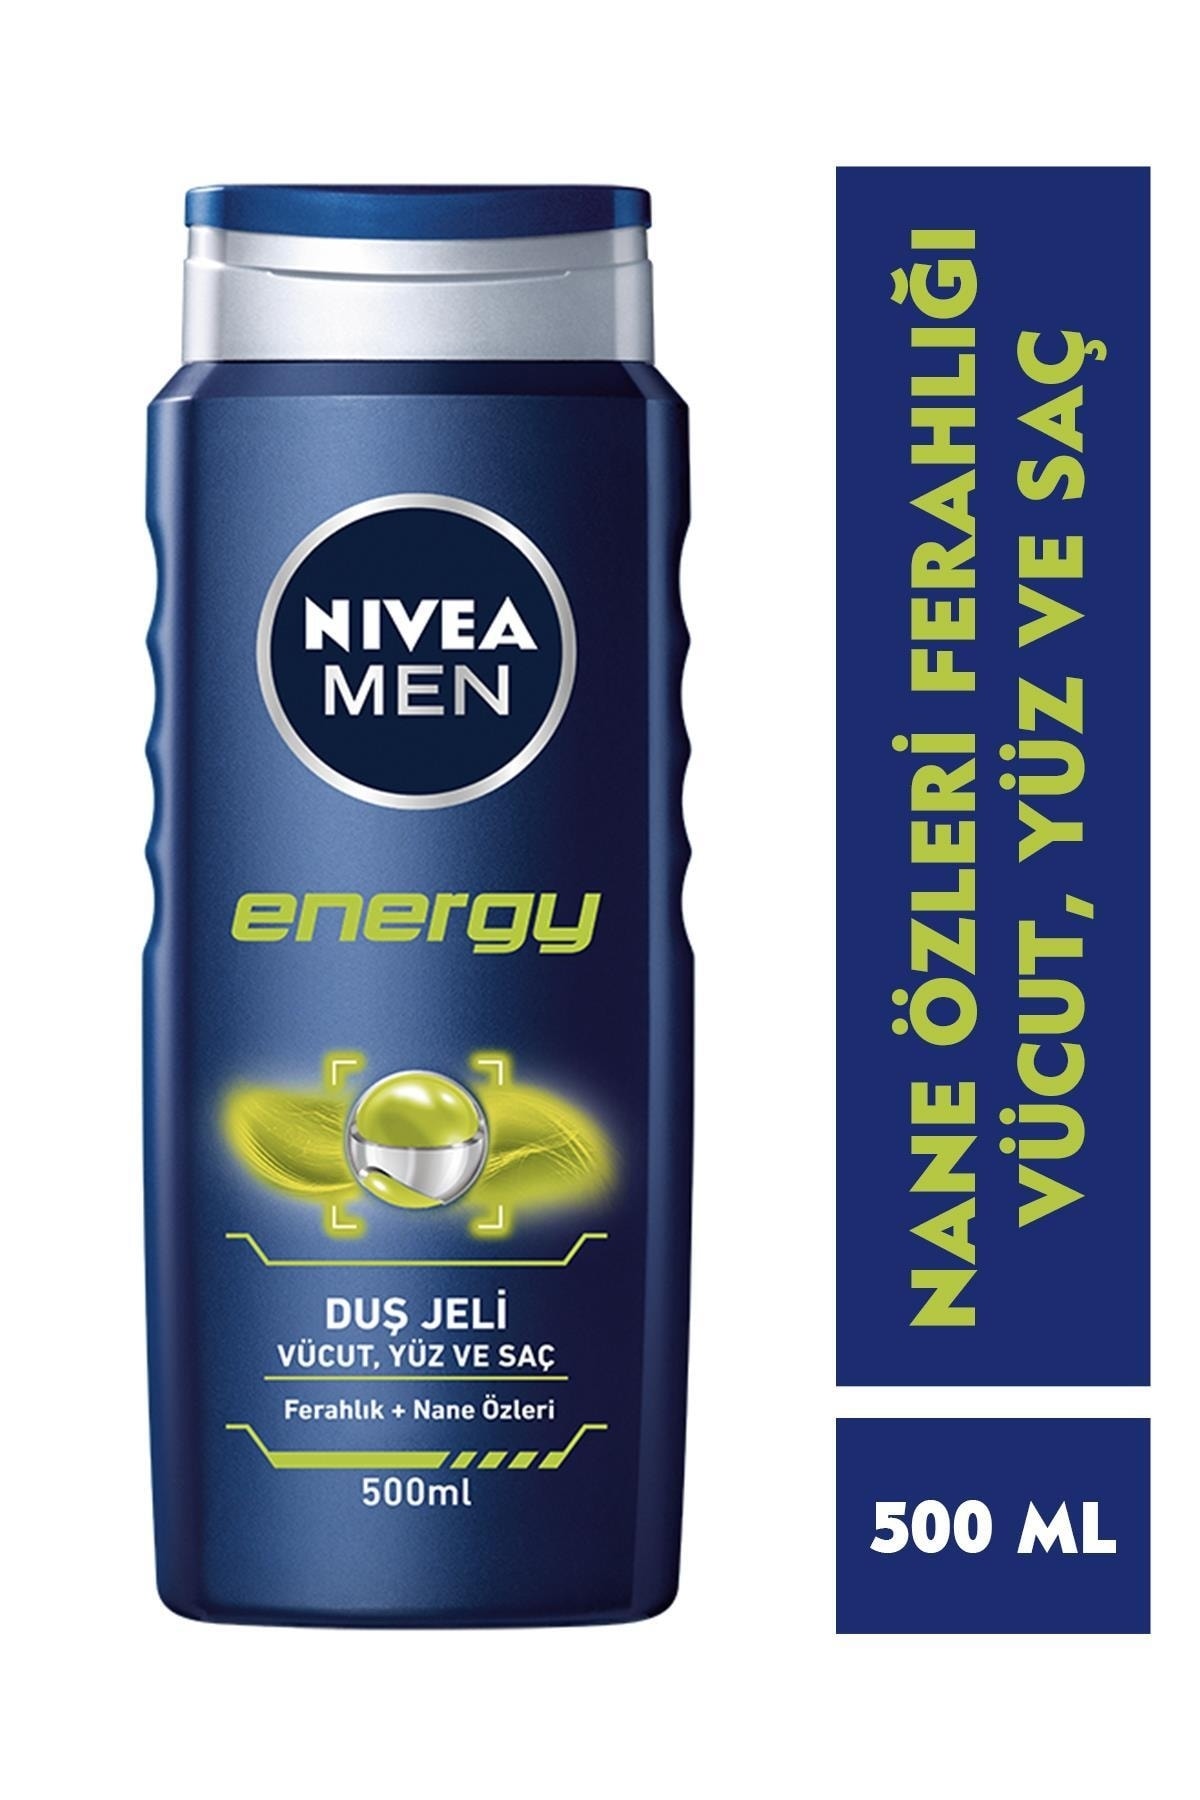 NIVEA
MEN
energy
DUŞ JELİ
VÜCUT, YÜZ VE SAÇ
Ferahlık + Nane Özleri
500ml
NANE ÖZLERİ FERAHLIĞI
VÜCUT, YÜZ VE SAÇ
500 ML